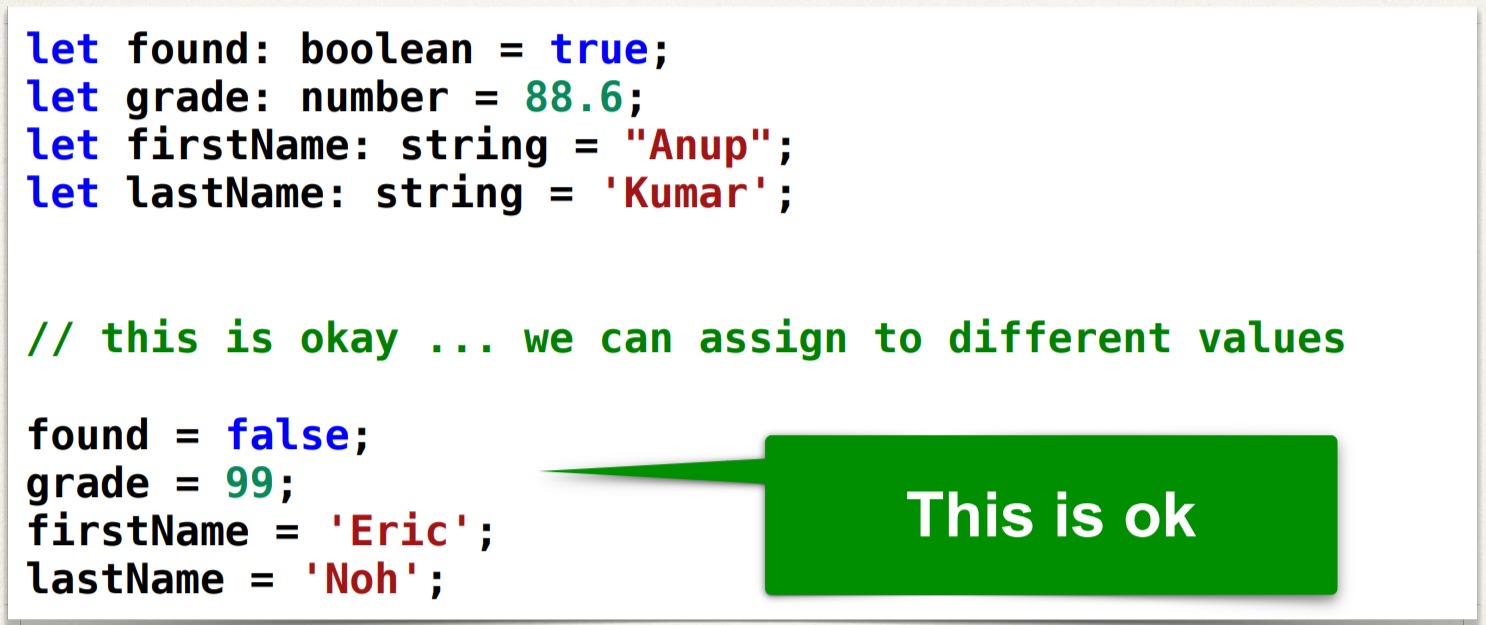 let found: boolean = true;
let grade: number = 88.6;
let firstName: string = "Anup";
let lastName: string = 'Kumar';
// this is okay ... we can assign to different values
found = false;
grade = 99;
firstName = 'Eric';
lastName = 'Noh';
This is ok